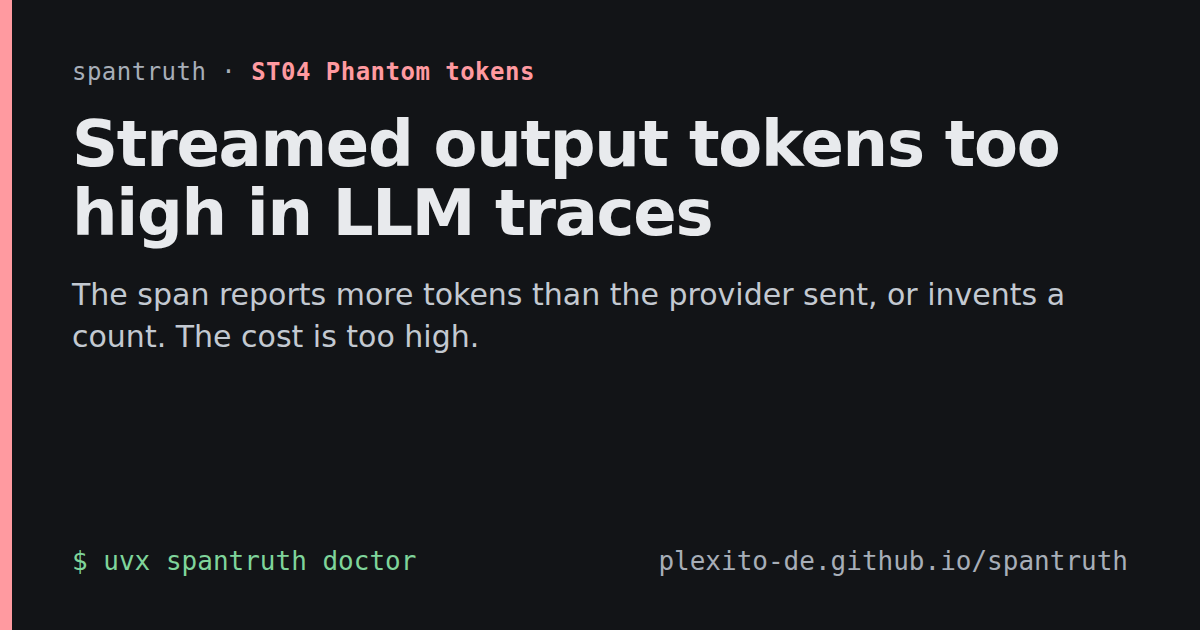 spantruth · ST04 Phantom tokens
Streamed output tokens too
high in LLM traces
The span reports more tokens than the provider sent, or invents a
count. The cost is too high.
$ uvx spantruth doctor
plexito-de.github.io/spantruth